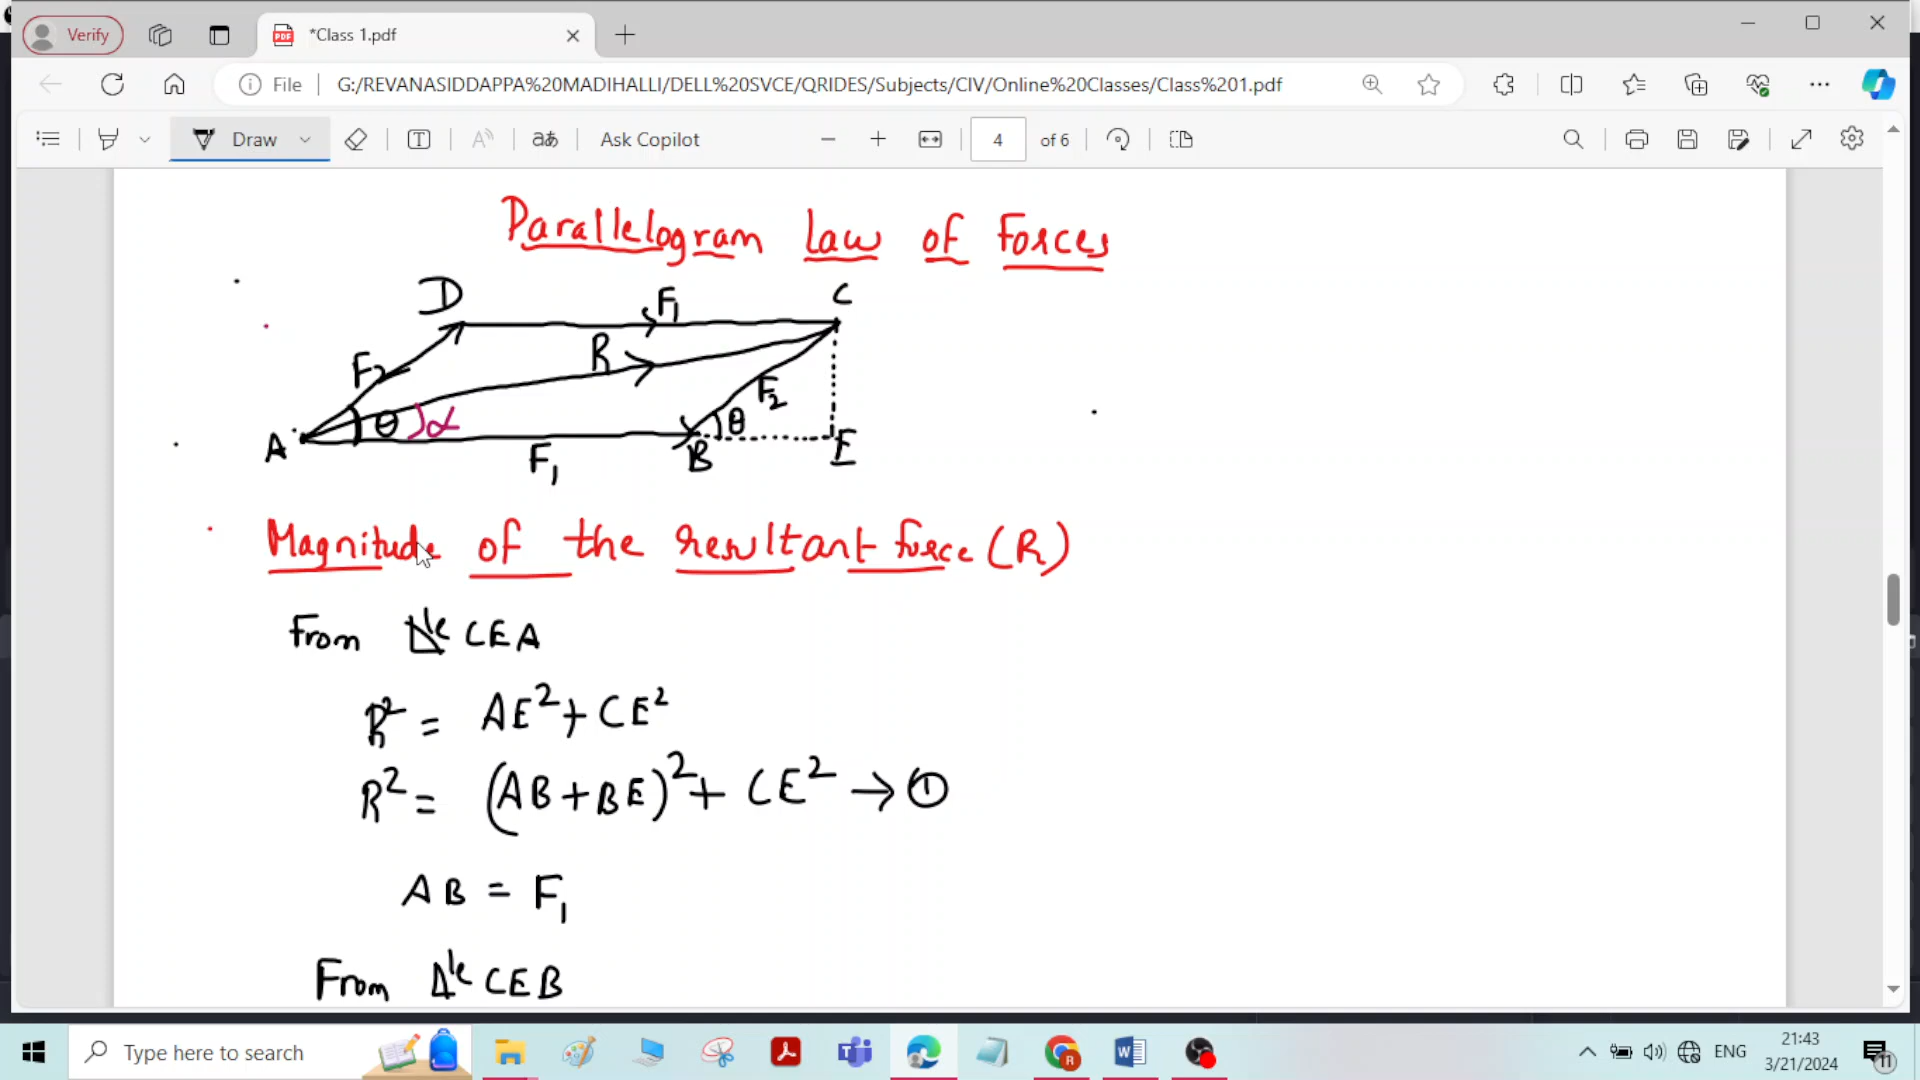 Verify
*Class 1.pdf
File
G:/REVANASIDDAPPA%20MADIHALLI/DELL%20SVCE/QRIDES/Subjects/CIV/Online%20Classes/Class%201.pdf
Draw
Ask Copilot
4
of 6
Parallelogram Law of Forces
D
F₁
C
R
F₂
F₂
A
θ
α
F₁
B
θ
E
Magnitude of the resultant force (R)
From Δle CEA
R² = AE² + CE²
R² = (AB + BE)² + CE² → ①
AB = F₁
From Δle CEB
Type here to search
ENG
21:43
3/21/2024
11